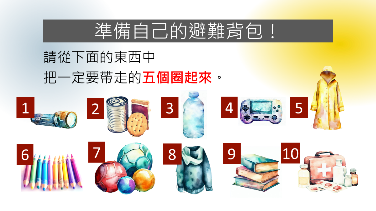 準備自己的避難背包！
請從下面的東西中
把一定要帶走的五個圈起來。
1 2 3 4 5
6 7 8 9 10